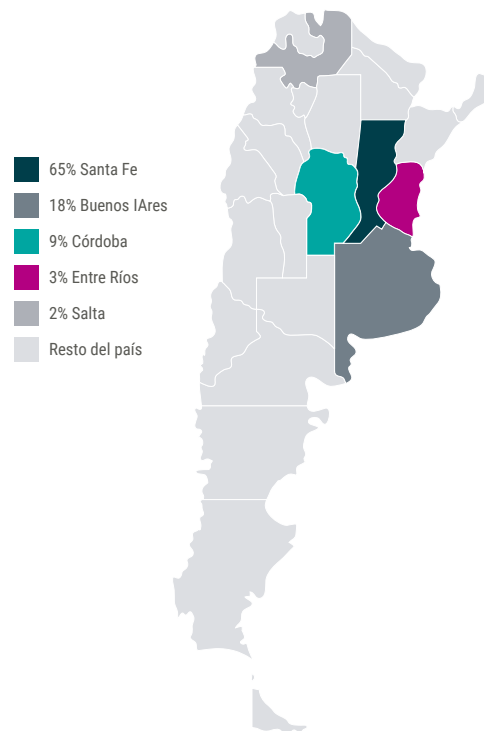 65% Santa Fe
18% Buenos IAres
9% Córdoba
3% Entre Ríos
2% Salta
Resto del país